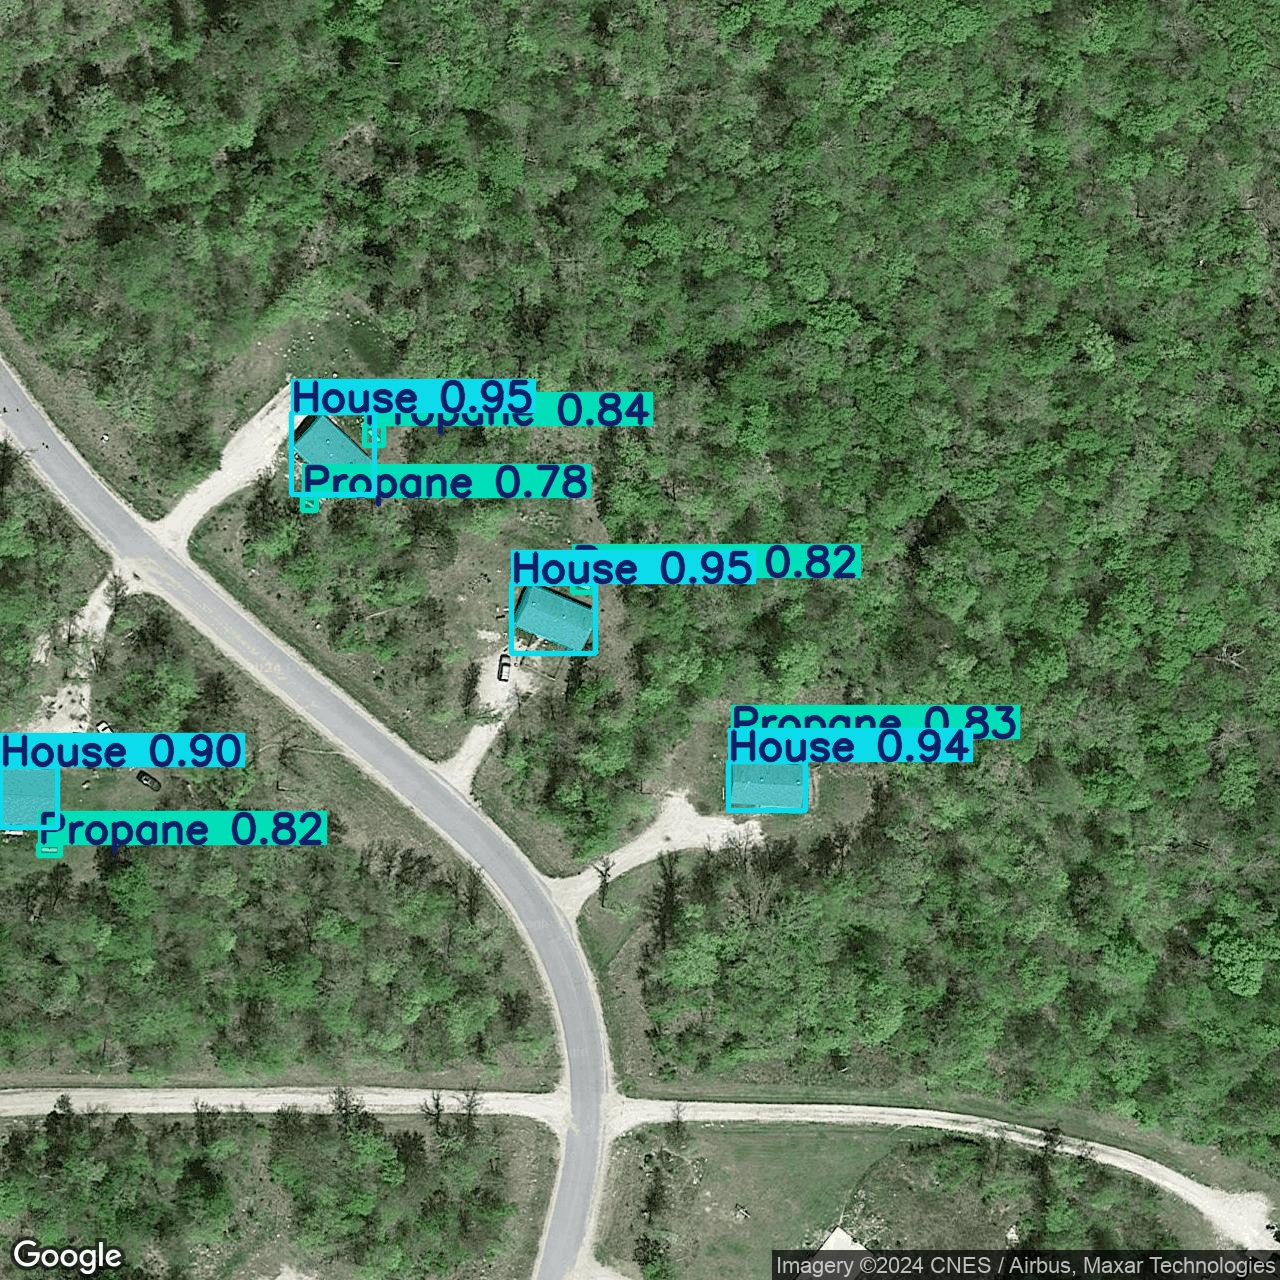 House 0.95
Propane 0.84
Propane 0.78
House 0.95
0.82
Propane 0.83
House 0.94
House 0.90
Propane 0.82
Google
Imagery ©2024 CNES / Airbus, Maxar Technologies